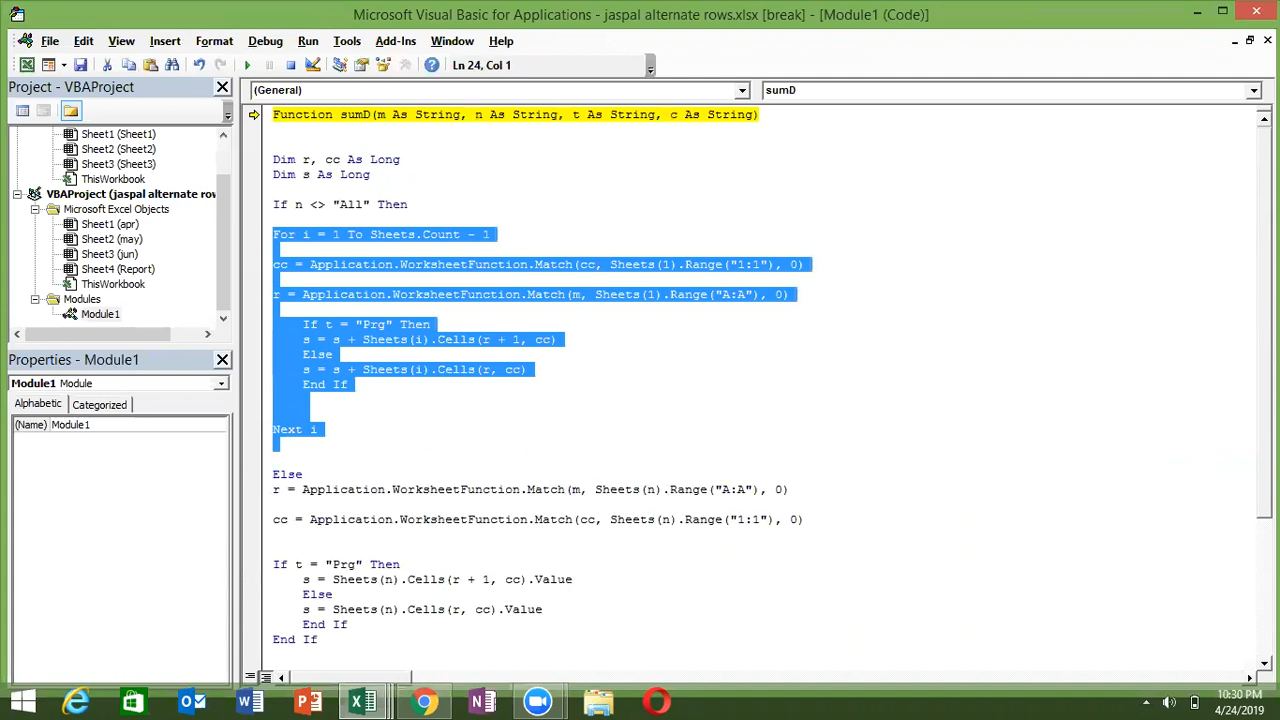 Microsoft Visual Basic for Applications - jaspal alternate rows.xlsx [break] - [Module1 (Code)]
File Edit View Insert Format Debug Run Tools Add-Ins Window Help
Ln 24, Col 1
Project - VBAProject
(General)
sumD
Sheet1 (Sheet1)
Sheet2 (Sheet2)
Sheet3 (Sheet3)
ThisWorkbook
VBAProject (jaspal alternate row
Microsoft Excel Objects
Sheet1 (apr)
Sheet2 (may)
Sheet3 (jun)
Sheet4 (Report)
ThisWorkbook
Modules
Module1
Properties - Module1
Module1 Module
Alphabetic Categorized
(Name) Module1
Function sumD(m As String, n As String, t As String, c As String)
Dim r, cc As Long
Dim s As Long
If n <> "All" Then
For i = 1 To Sheets.Count - 1
cc = Application.WorksheetFunction.Match(cc, Sheets(1).Range("1:1"), 0)
r = Application.WorksheetFunction.Match(m, Sheets(1).Range("A:A"), 0)
If t = "Prg" Then
s = s + Sheets(i).Cells(r + 1, cc)
Else
s = s + Sheets(i).Cells(r, cc)
End If
Next i
Else
r = Application.WorksheetFunction.Match(m, Sheets(n).Range("A:A"), 0)
cc = Application.WorksheetFunction.Match(cc, Sheets(n).Range("1:1"), 0)
If t = "Prg" Then
s = Sheets(n).Cells(r + 1, cc).Value
Else
s = Sheets(n).Cells(r, cc).Value
End If
End If
10:30 PM
4/24/2019